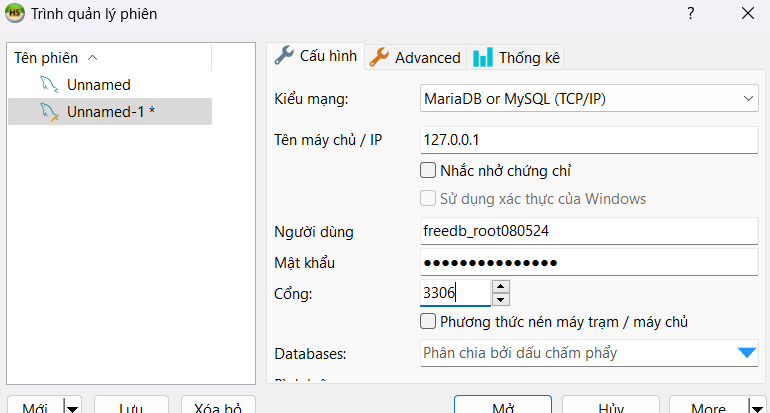 HS Trình quản lý phiên ?
Tên phiên
Unnamed
Unnamed-1 *
Cấu hình Advanced Thống kê
Kiểu mạng: MariaDB or MySQL (TCP/IP)
Tên máy chủ / IP 127.0.0.1
Nhắc nhở chứng chỉ
Sử dụng xác thực của Windows
Người dùng freedb_root080524
Mật khẩu ●●●●●●●●●●●●●●●
Cổng: 3306
Phương thức nén máy trạm / máy chủ
Databases: Phân chia bởi dấu chấm phẩy
Mới Lưu Xóa bỏ Mở Hủy More